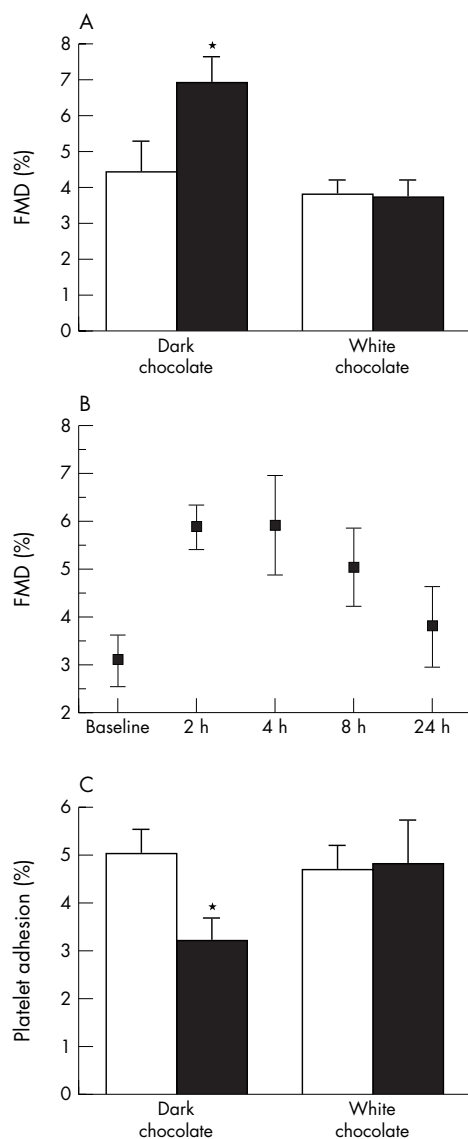 A
8
7
6
5
4
3
2
1
0
FMD (%)
★
Dark
chocolate
White
chocolate
B
8
7
6
5
4
3
2
FMD (%)
Baseline 2 h 4 h 8 h 24 h
C
6
5
4
3
2
1
0
Platelet adhesion (%)
★
Dark
chocolate
White
chocolate